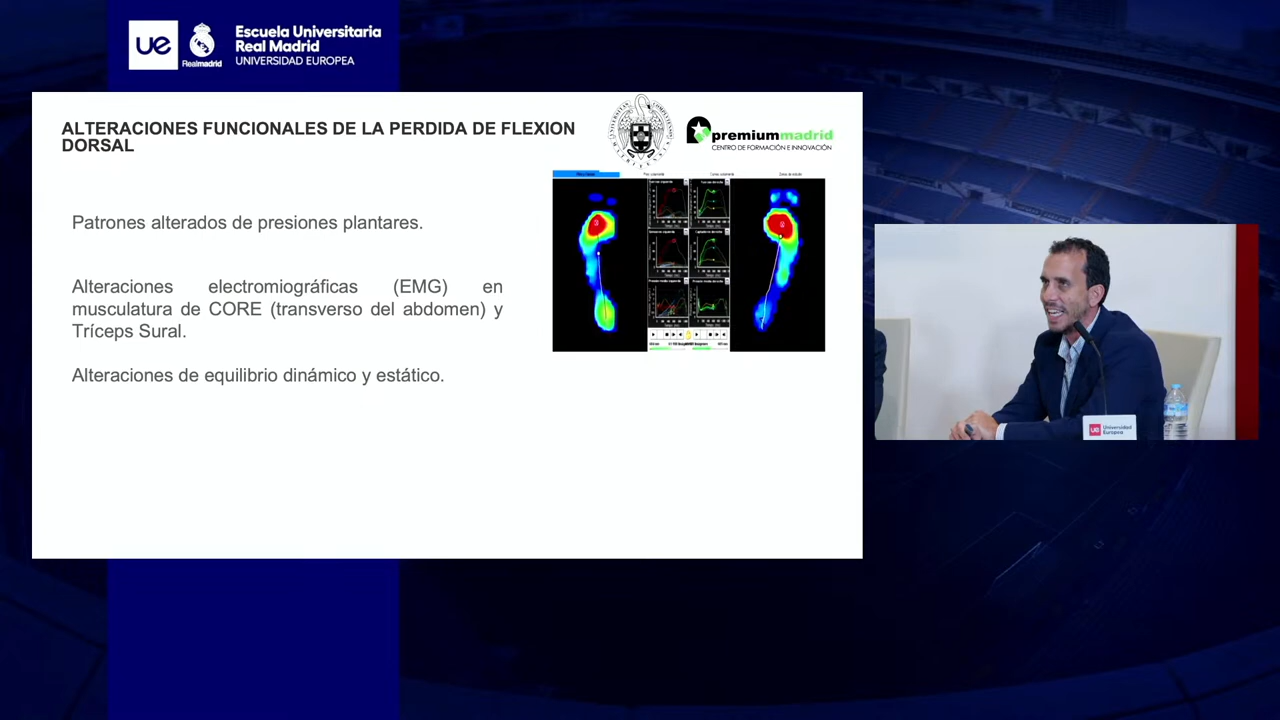 ue
Realmadrid
Escuela Universitaria
Real Madrid
UNIVERSIDAD EUROPEA
ALTERACIONES FUNCIONALES DE LA PERDIDA DE FLEXION
DORSAL
premiummadrid
CENTRO DE FORMACIÓN E INNOVACIÓN
Patrones alterados de presiones plantares.
Alteraciones electromiográficas (EMG) en
musculatura de CORE (transverso del abdomen) y
Tríceps Sural.
Alteraciones de equilibrio dinámico y estático.
ue Universidad
Europea